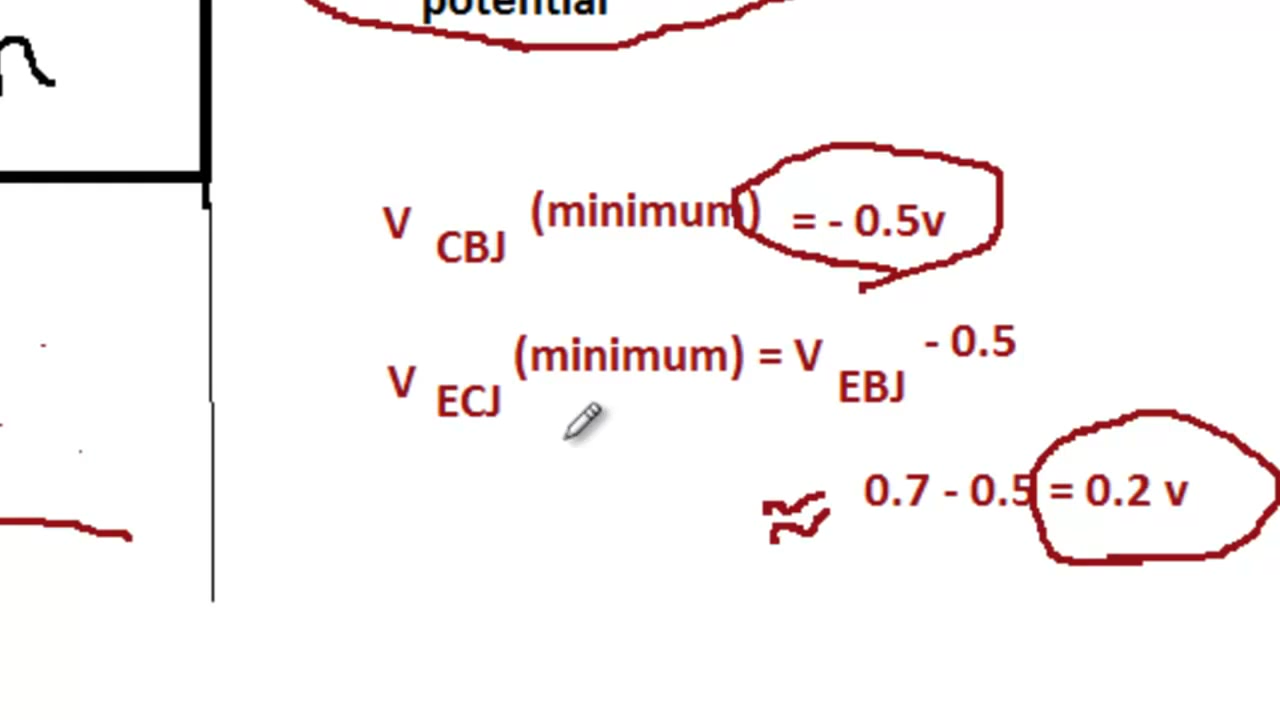 potential
V CBJ (minimum) = - 0.5v
V ECJ (minimum) = V EBJ - 0.5
≈ 0.7 - 0.5 = 0.2 v